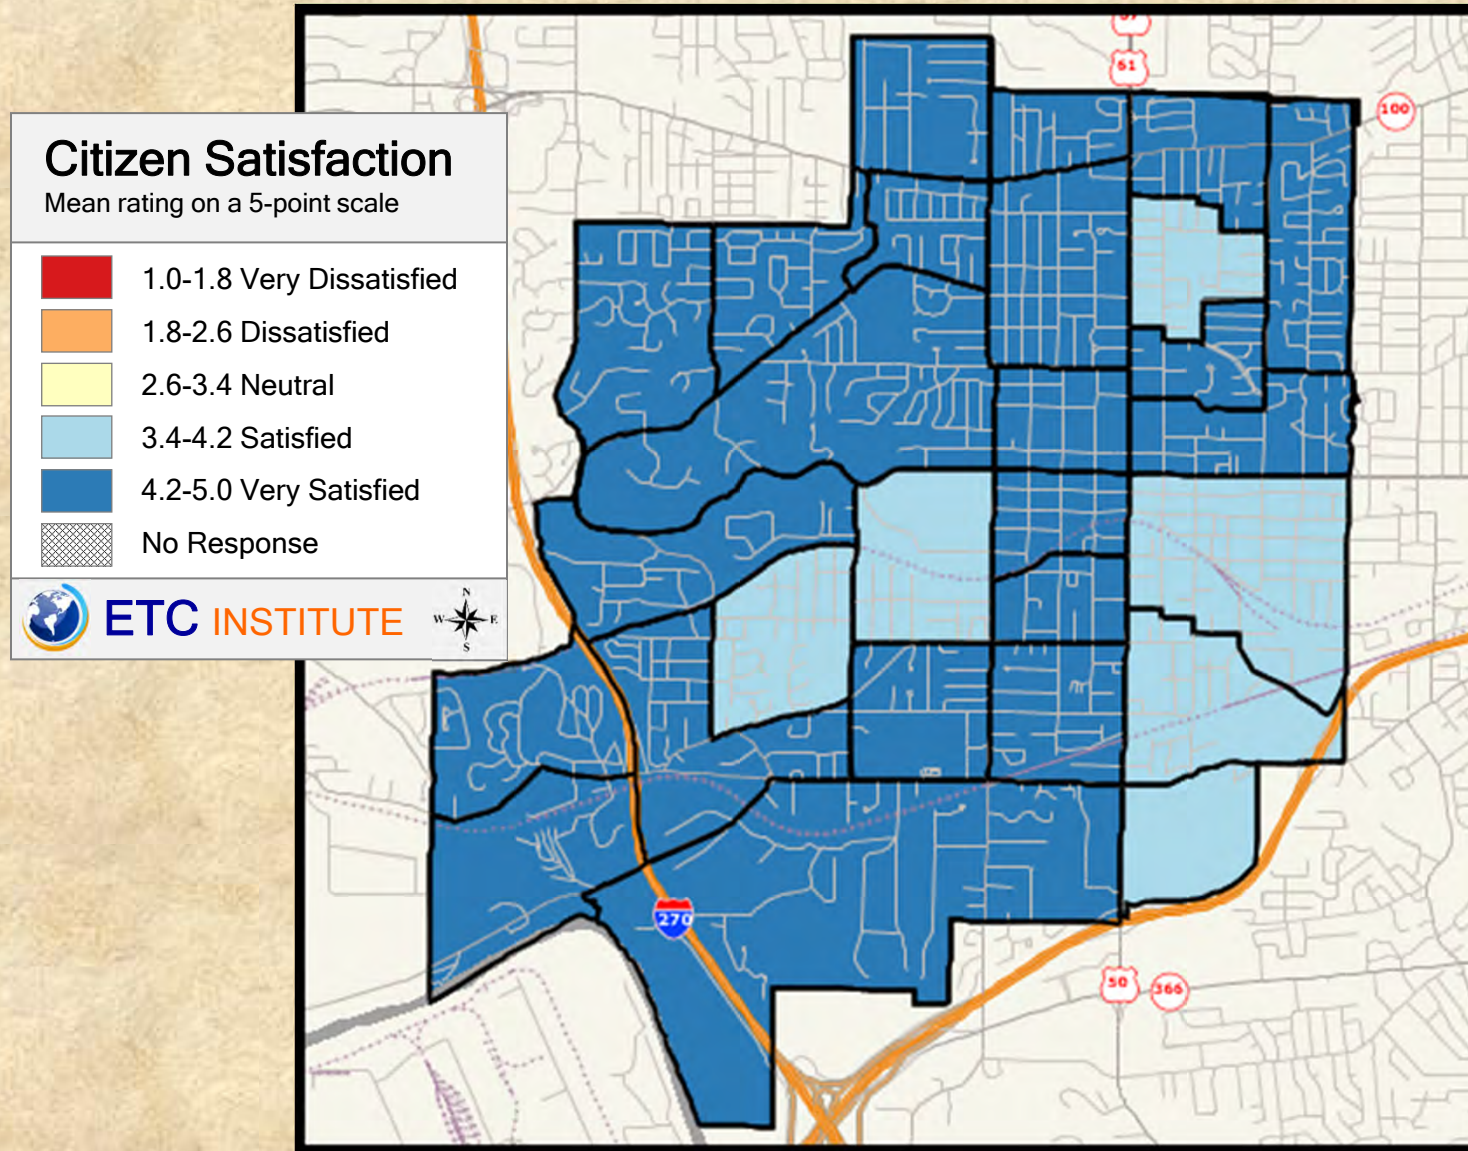 Citizen Satisfaction
Mean rating on a 5-point scale
1.0-1.8 Very Dissatisfied
1.8-2.6 Dissatisfied
2.6-3.4 Neutral
3.4-4.2 Satisfied
4.2-5.0 Very Satisfied
No Response
ETC INSTITUTE
N
W E
S
61
100
270
50
366